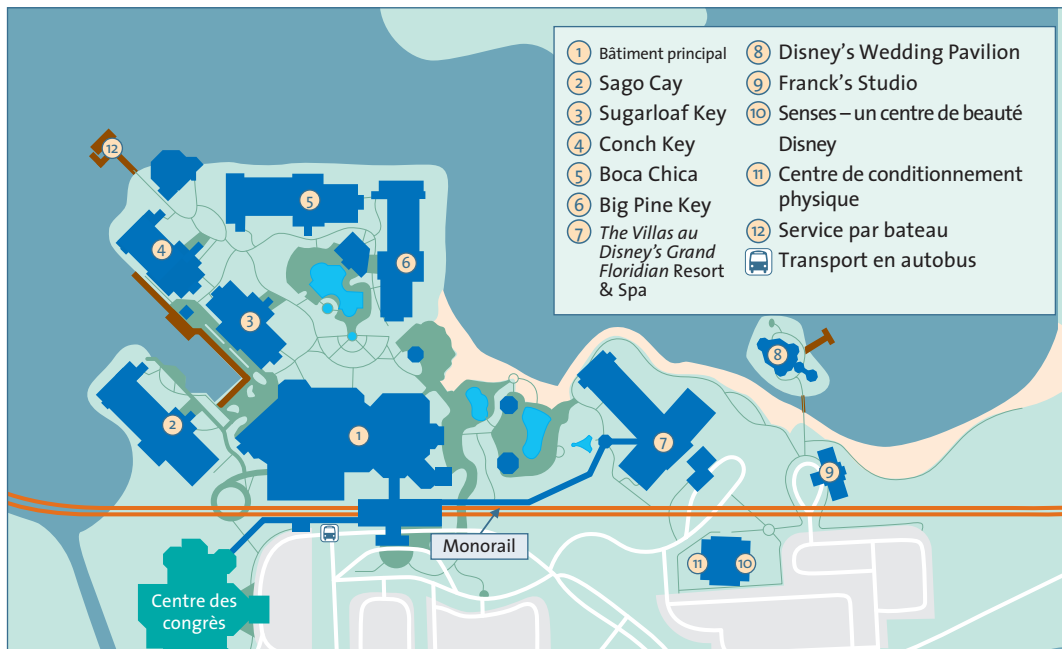 1 Bâtiment principal
2 Sago Cay
3 Sugarloaf Key
4 Conch Key
5 Boca Chica
6 Big Pine Key
7 The Villas au
Disney's Grand
Floridian Resort
& Spa
8 Disney's Wedding Pavilion
9 Franck's Studio
10 Senses – un centre de beauté
Disney
11 Centre de conditionnement
physique
12 Service par bateau
Transport en autobus
12
5
4
6
3
8
2
1
7
9
Monorail
11
10
Centre des
congrès